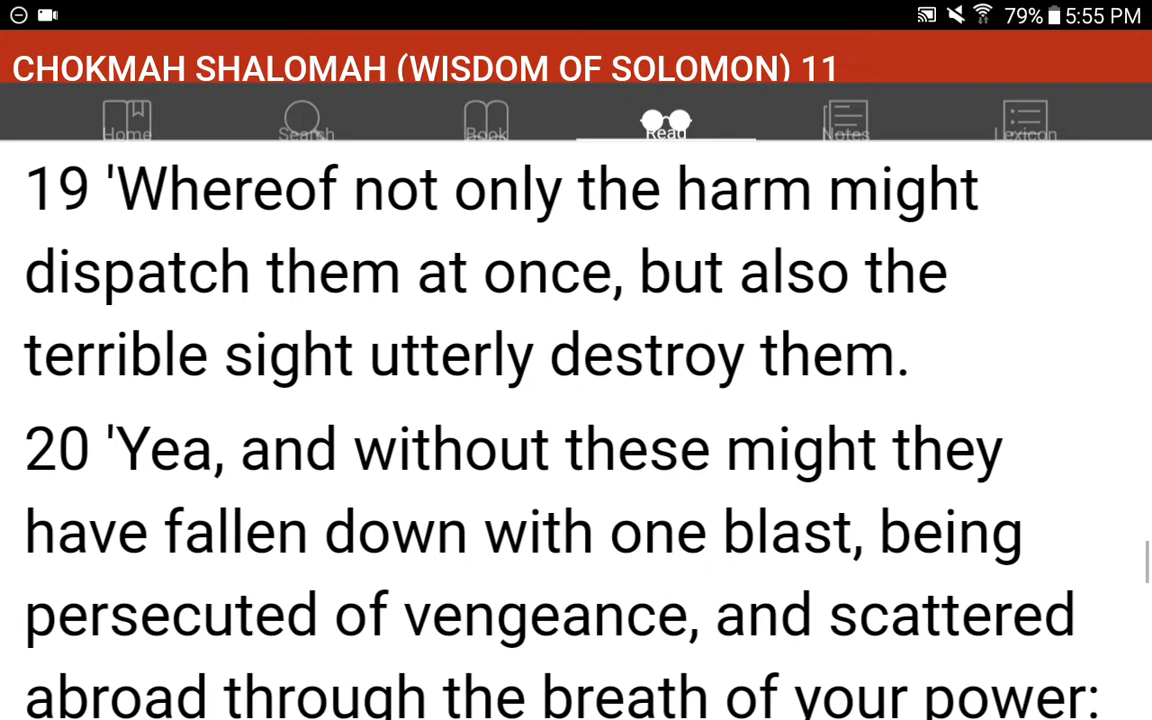 79% 5:55 PM
CHOKMAH SHALOMAH (WISDOM OF SOLOMON) 11
Home Search Book Read Notes Lexicon
19 'Whereof not only the harm might
dispatch them at once, but also the
terrible sight utterly destroy them.
20 'Yea, and without these might they
have fallen down with one blast, being
persecuted of vengeance, and scattered
abroad through the breath of your power: